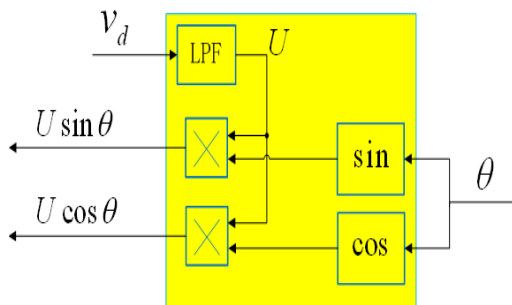 v_d
LPF
U
U sin θ
sin
θ
U cos θ
cos